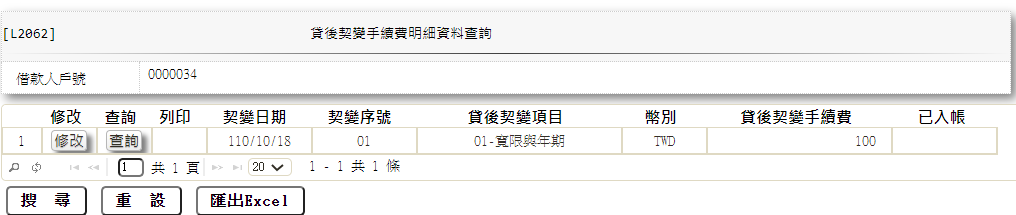 [L2062] 貸後契變手續費明細資料查詢
借款人戶號 0000034
修改 查詢 列印 契變日期 契變序號 貸後契變項目 幣別 貸後契變手續費 已入帳
1 修改 查詢 110/10/18 01 01-寬限與年期 TWD 100
1 共 1 頁 20 1 - 1 共 1 條
搜 尋 重 設 匯出Excel